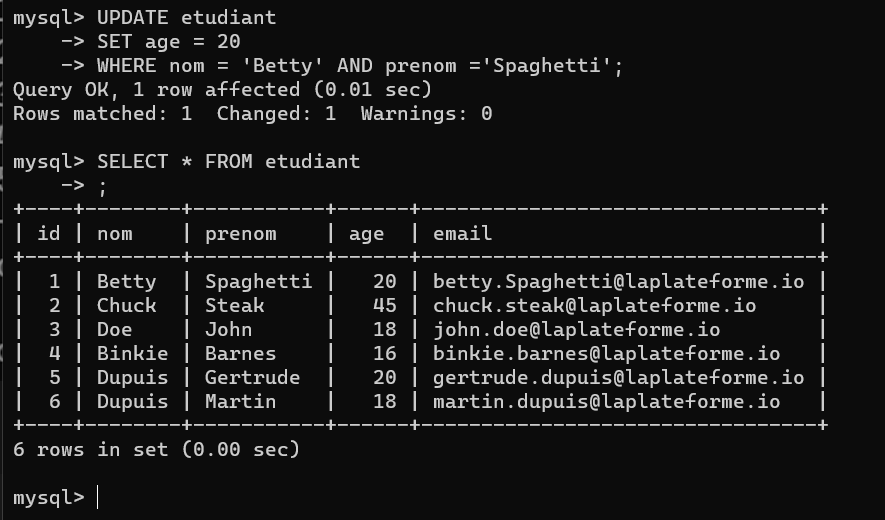 mysql> UPDATE etudiant
    -> SET age = 20
    -> WHERE nom = 'Betty' AND prenom ='Spaghetti';
Query OK, 1 row affected (0.01 sec)
Rows matched: 1  Changed: 1  Warnings: 0

mysql> SELECT * FROM etudiant
    -> ;
+----+--------+-----------+------+--------------------------------+
| id | nom    | prenom    | age  | email                          |
+----+--------+-----------+------+--------------------------------+
|  1 | Betty  | Spaghetti |   20 | betty.Spaghetti@laplateforme.io |
|  2 | Chuck  | Steak     |   45 | chuck.steak@laplateforme.io     |
|  3 | Doe    | John      |   18 | john.doe@laplateforme.io        |
|  4 | Binkie | Barnes    |   16 | binkie.barnes@laplateforme.io   |
|  5 | Dupuis | Gertrude  |   20 | gertrude.dupuis@laplateforme.io |
|  6 | Dupuis | Martin    |   18 | martin.dupuis@laplateforme.io   |
+----+--------+-----------+------+--------------------------------+
6 rows in set (0.00 sec)

mysql>